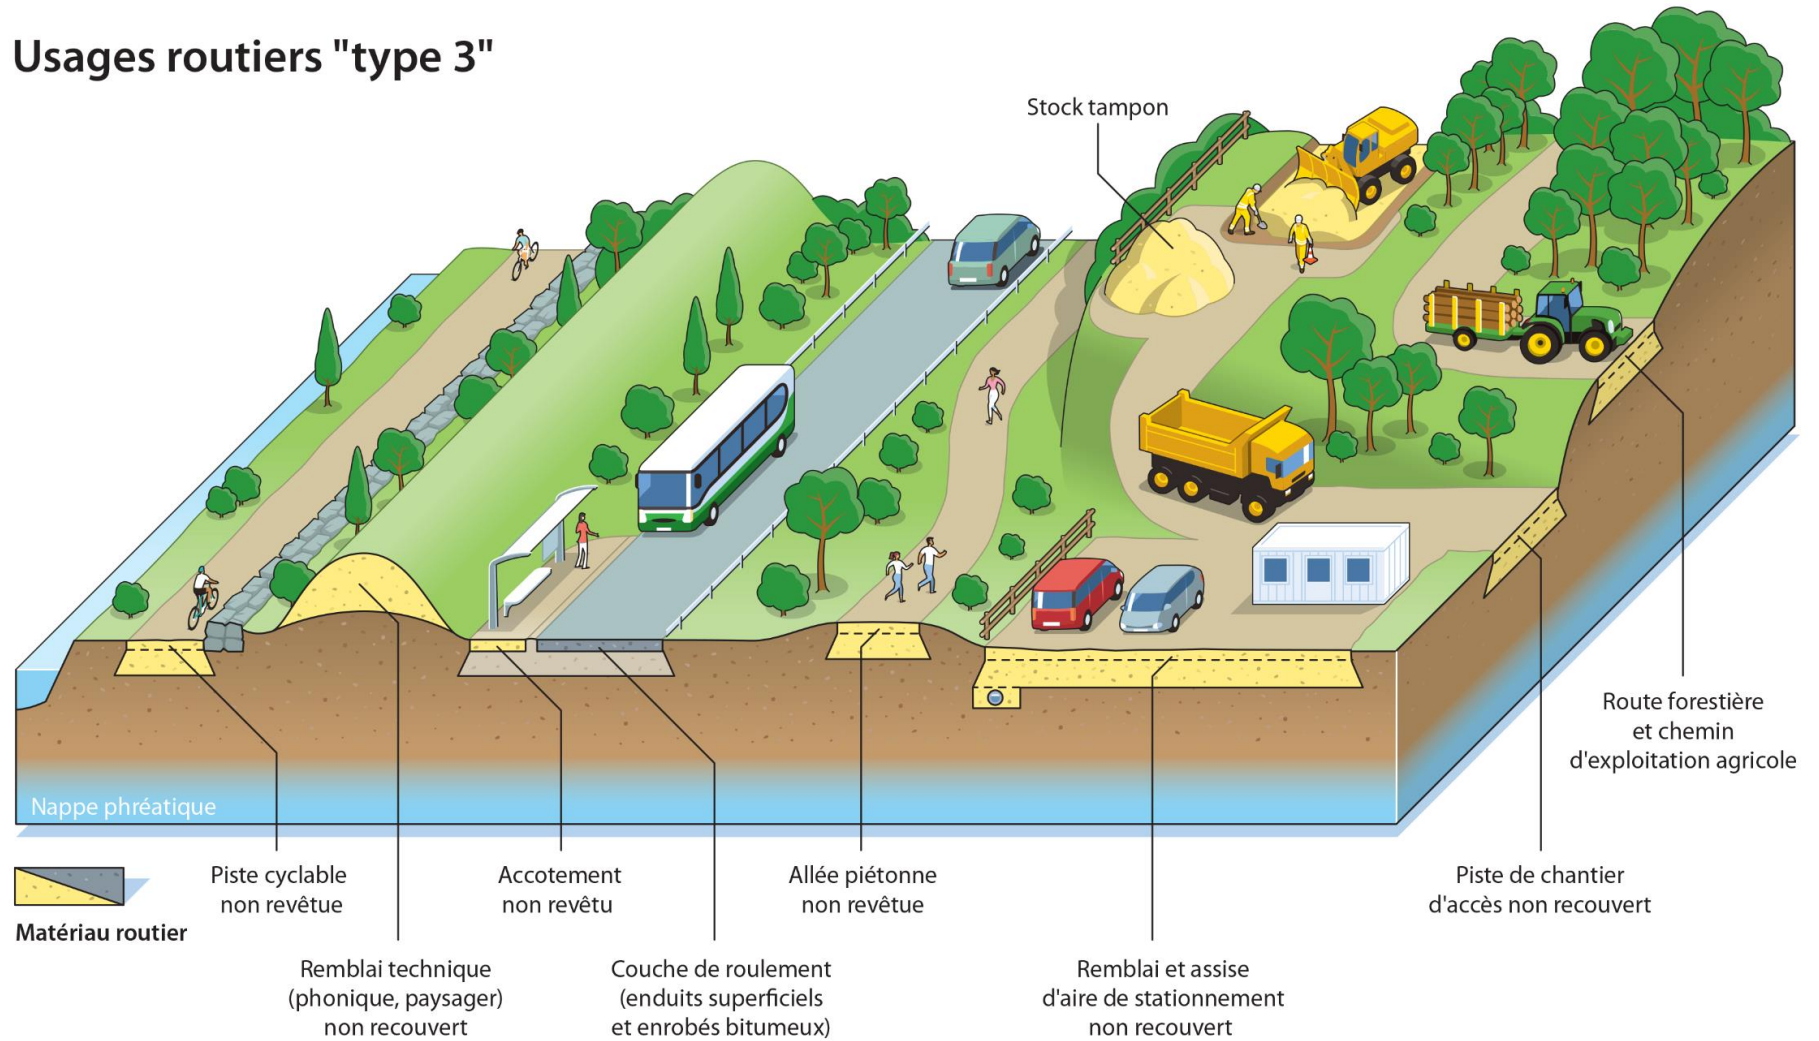 Usages routiers "type 3"
Stock tampon
Nappe phréatique
Matériau routier
Piste cyclable
non revêtue
Remblai technique
(phonique, paysager)
non recouvert
Accotement
non revêtu
Couche de roulement
(enduits superficiels
et enrobés bitumeux)
Allée piétonne
non revêtue
Remblai et assise
d'aire de stationnement
non recouvert
Piste de chantier
d'accès non recouvert
Route forestière
et chemin
d'exploitation agricole